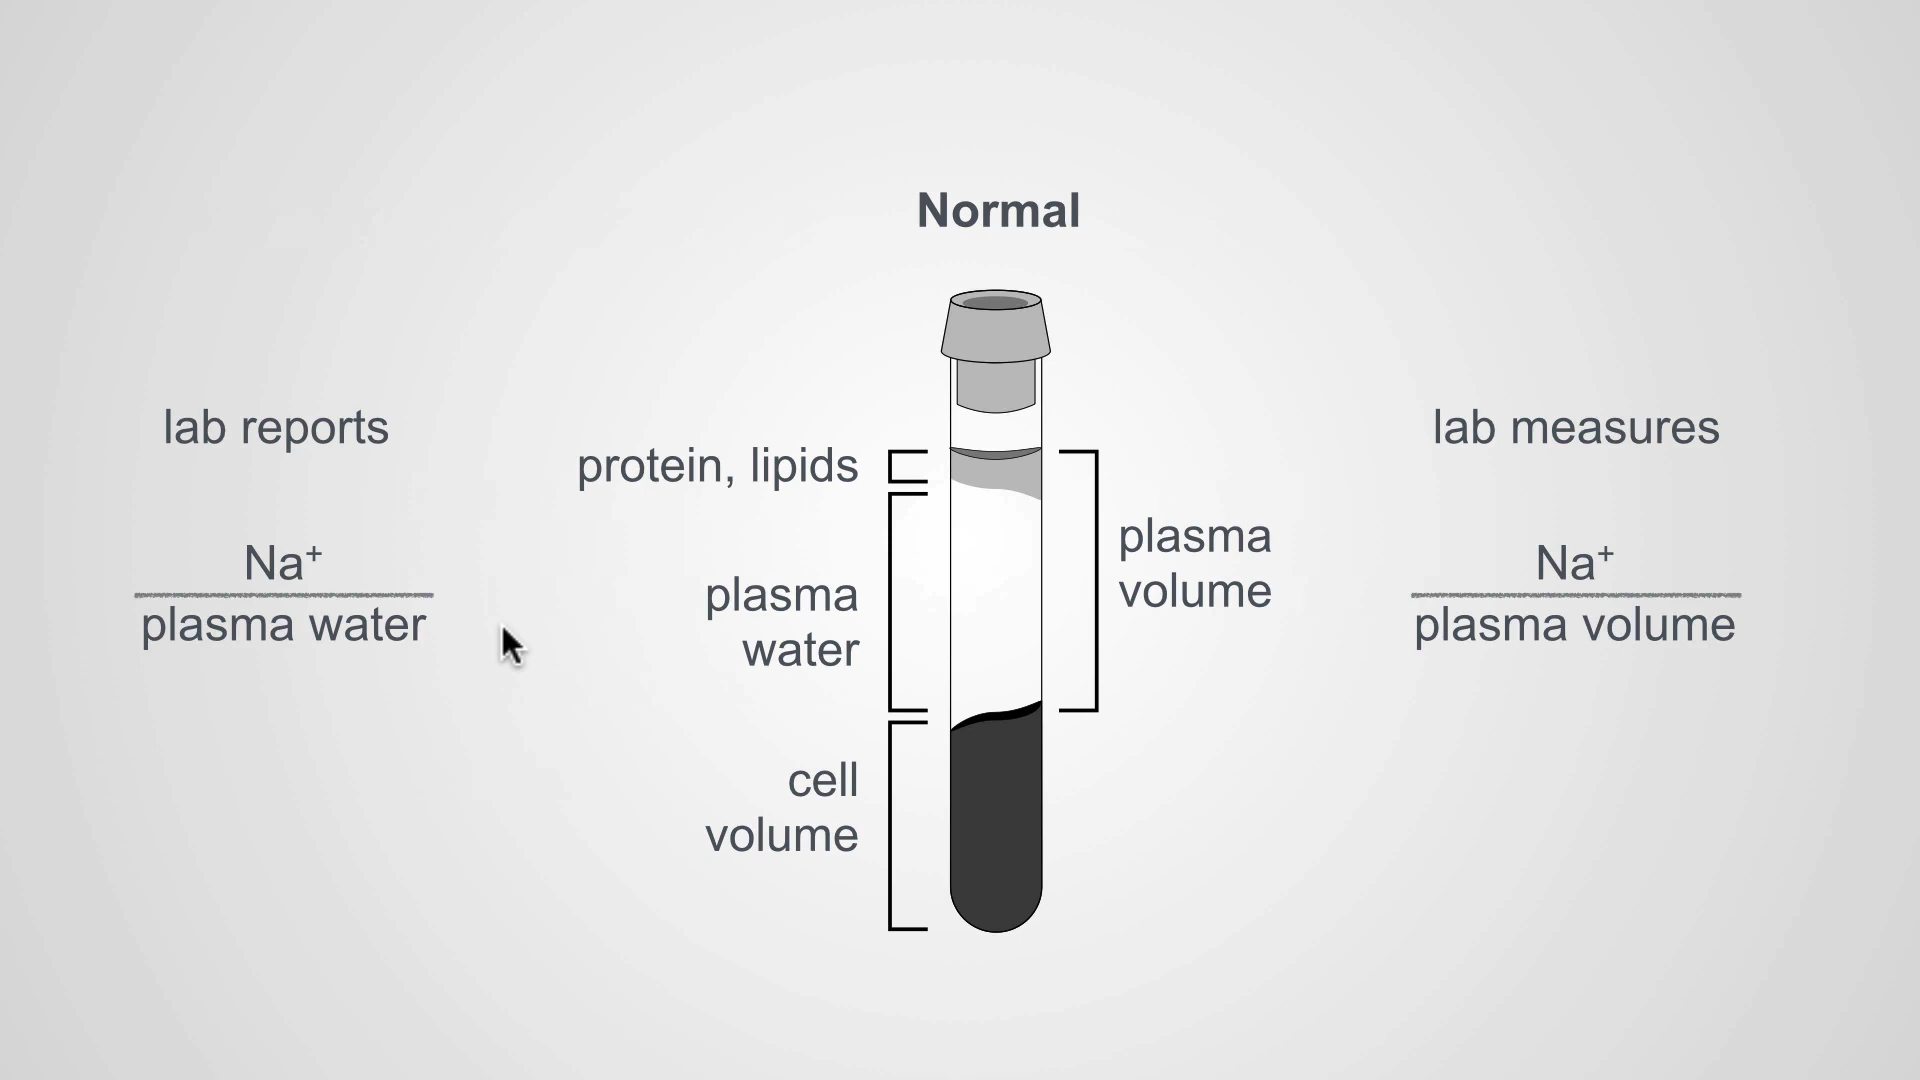 Normal
lab reports
Na⁺
plasma water
protein, lipids
plasma
water
cell
volume
plasma
volume
lab measures
Na⁺
plasma volume